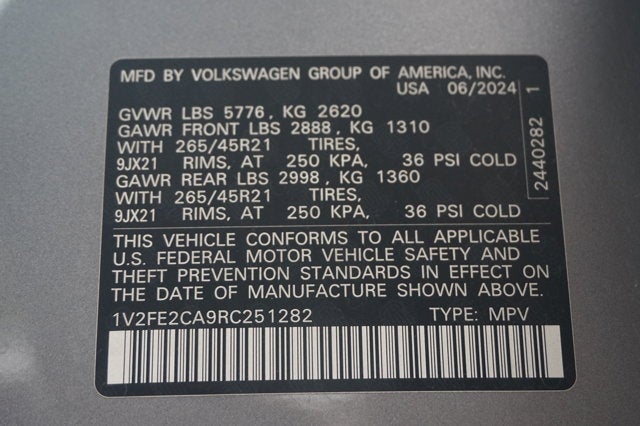 MFD BY VOLKSWAGEN GROUP OF AMERICA, INC.
USA 06/2024
GVWR LBS 5776, KG 2620
GAWR FRONT LBS 2888, KG 1310
WITH 265/45R21 TIRES,
9JX21 RIMS, AT 250 KPA, 36 PSI COLD
GAWR REAR LBS 2998, KG 1360
WITH 265/45R21 TIRES,
9JX21 RIMS, AT 250 KPA, 36 PSI COLD
2440282 1
THIS VEHICLE CONFORMS TO ALL APPLICABLE
U.S. FEDERAL MOTOR VEHICLE SAFETY AND
THEFT PREVENTION STANDARDS IN EFFECT ON
THE DATE OF MANUFACTURE SHOWN ABOVE.
1V2FE2CA9RC251282 TYPE: MPV